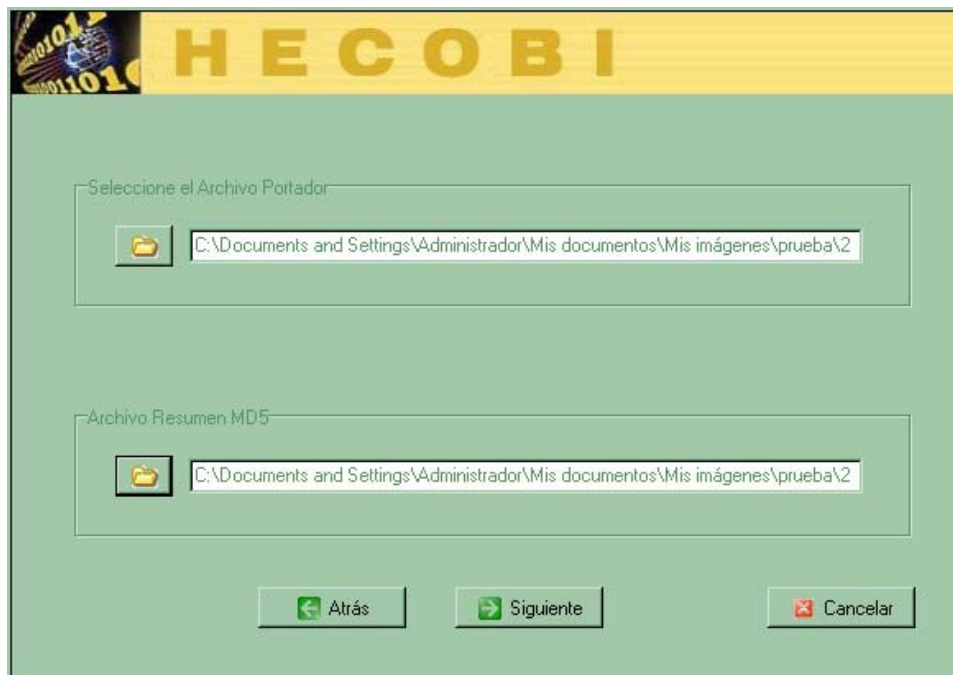 HECOBI
Seleccione el Archivo Portador
C:\Documents and Settings\Administrador\Mis documentos\Mis imágenes\prueba\2
Archivo Resumen MD5
C:\Documents and Settings\Administrador\Mis documentos\Mis imágenes\prueba\2
Atrás Siguiente Cancelar